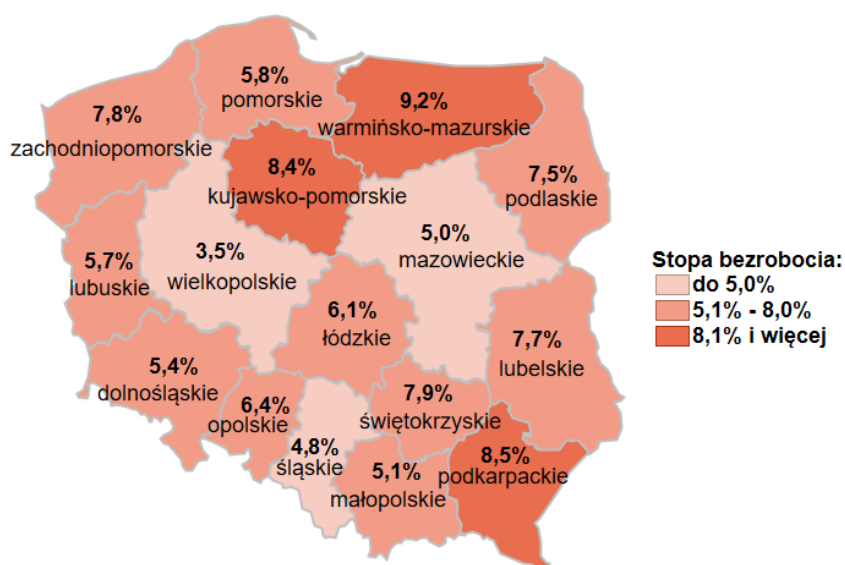 5,8%
pomorskie
9,2%
warmińsko-mazurskie
7,8%
zachodniopomorskie
8,4%
kujawsko-pomorskie
7,5%
podlaskie
5,0%
mazowieckie
3,5%
wielkopolskie
5,7%
lubuskie
6,1%
łódzkie
7,7%
lubelskie
5,4%
dolnośląskie
6,4%
opolskie
7,9%
świętokrzyskie
4,8%
śląskie
5,1%
małopolskie
8,5%
podkarpackie
Stopa bezrobocia:
do 5,0%
5,1% - 8,0%
8,1% i więcej